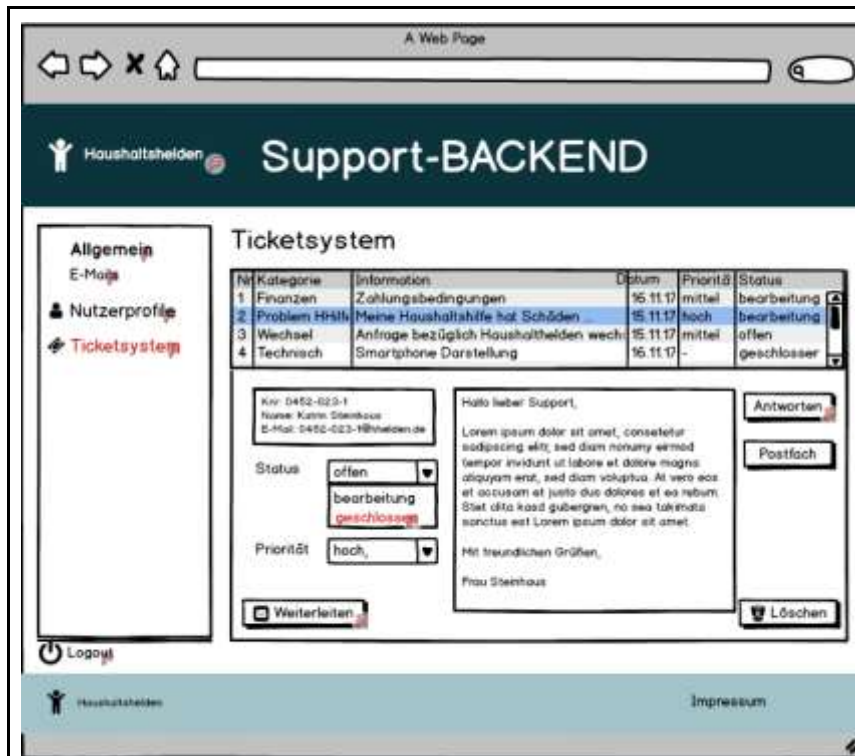 A Web Page
Haushaltshelden
Support-BACKEND
Allgemein
E-Mails
Nutzerprofile
Ticketsystem
Logout
Ticketsystem
Nr Kategorie Information Datum Prioritä Status
1 Finanzen Zahlungsbedingungen 16.11.17 mittel bearbeitung
2 Problem HHilfe Meine Haushaltshilfe hat Schäden ... 15.11.17 hoch bearbeitung
3 Wechsel Anfrage bezüglich Haushalthelden wechs 15.11.17 mittel offen
4 Technisch Smartphone Darstellung 16.11.17 - geschlossen
Knr: 0452-023-1
Name: Katrin Steinhaus
E-Mail: 0452-023-1@hhelden.de
Status
offen
bearbeitung
geschlossen
Priorität
hoch,
Weiterleiten
Hallo lieber Support,
Lorem ipsum dolor sit amet, consetetur
sadipscing elitr, sed diam nonumy eirmod
tempor invidunt ut labore et dolore magna
aliquyam erat, sed diam voluptua. At vero eos
et accusam et justo duo dolores et ea rebum.
Stet clita kasd gubergren, no sea takimata
sanctus est Lorem ipsum dolor sit amet.
Mit freundlichen Grüßen,
Frau Steinhaus
Antworten
Postfach
Löschen
Haushaltshelden
Impressum